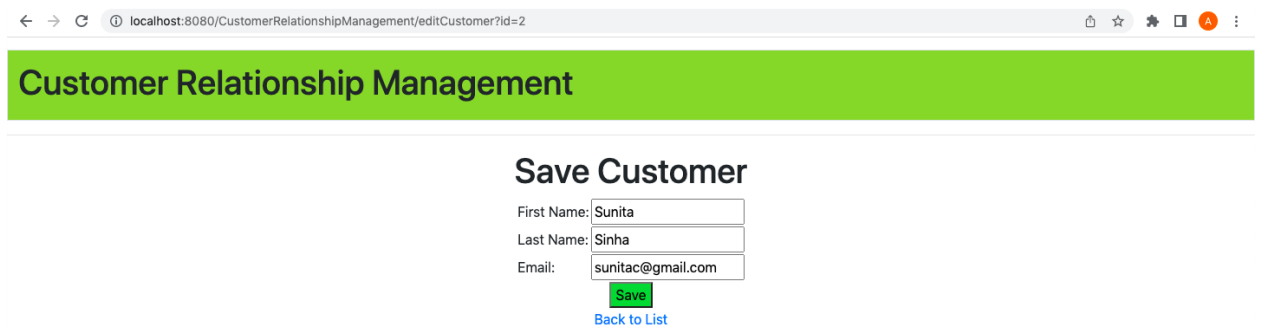 localhost:8080/CustomerRelationshipManagement/editCustomer?id=2
A
Customer Relationship Management
Save Customer
First Name: Sunita
Last Name: Sinha
Email: sunitac@gmail.com
Save
Back to List